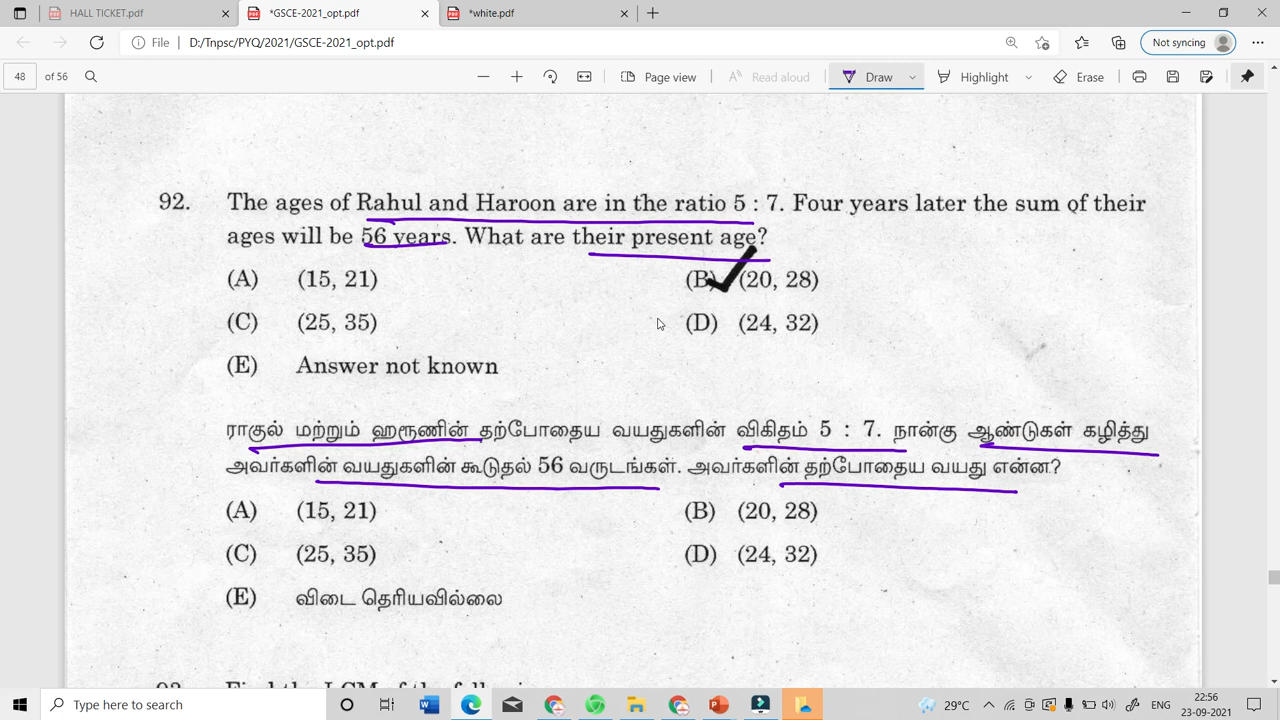 HALL TICKET.pdf
*GSCE-2021_opt.pdf
*white.pdf
File
D:/Tnpsc/PYQ/2021/GSCE-2021_opt.pdf
Not syncing
48
of 56
Page view
Read aloud
Draw
Highlight
Erase
92. The ages of Rahul and Haroon are in the ratio 5 : 7. Four years later the sum of their
ages will be 56 years. What are their present age?
(A) (15, 21) (B) (20, 28)
(C) (25, 35) (D) (24, 32)
(E) Answer not known
ராகுல் மற்றும் ஹரூணின் தற்போதைய வயதுகளின் விகிதம் 5 : 7. நான்கு ஆண்டுகள் கழித்து
அவர்களின் வயதுகளின் கூடுதல் 56 வருடங்கள். அவர்களின் தற்போதைய வயது என்ன?
(A) (15, 21) (B) (20, 28)
(C) (25, 35) (D) (24, 32)
(E) விடை தெரியவில்லை
Type here to search
29°C
ENG
22:56
23-09-2021